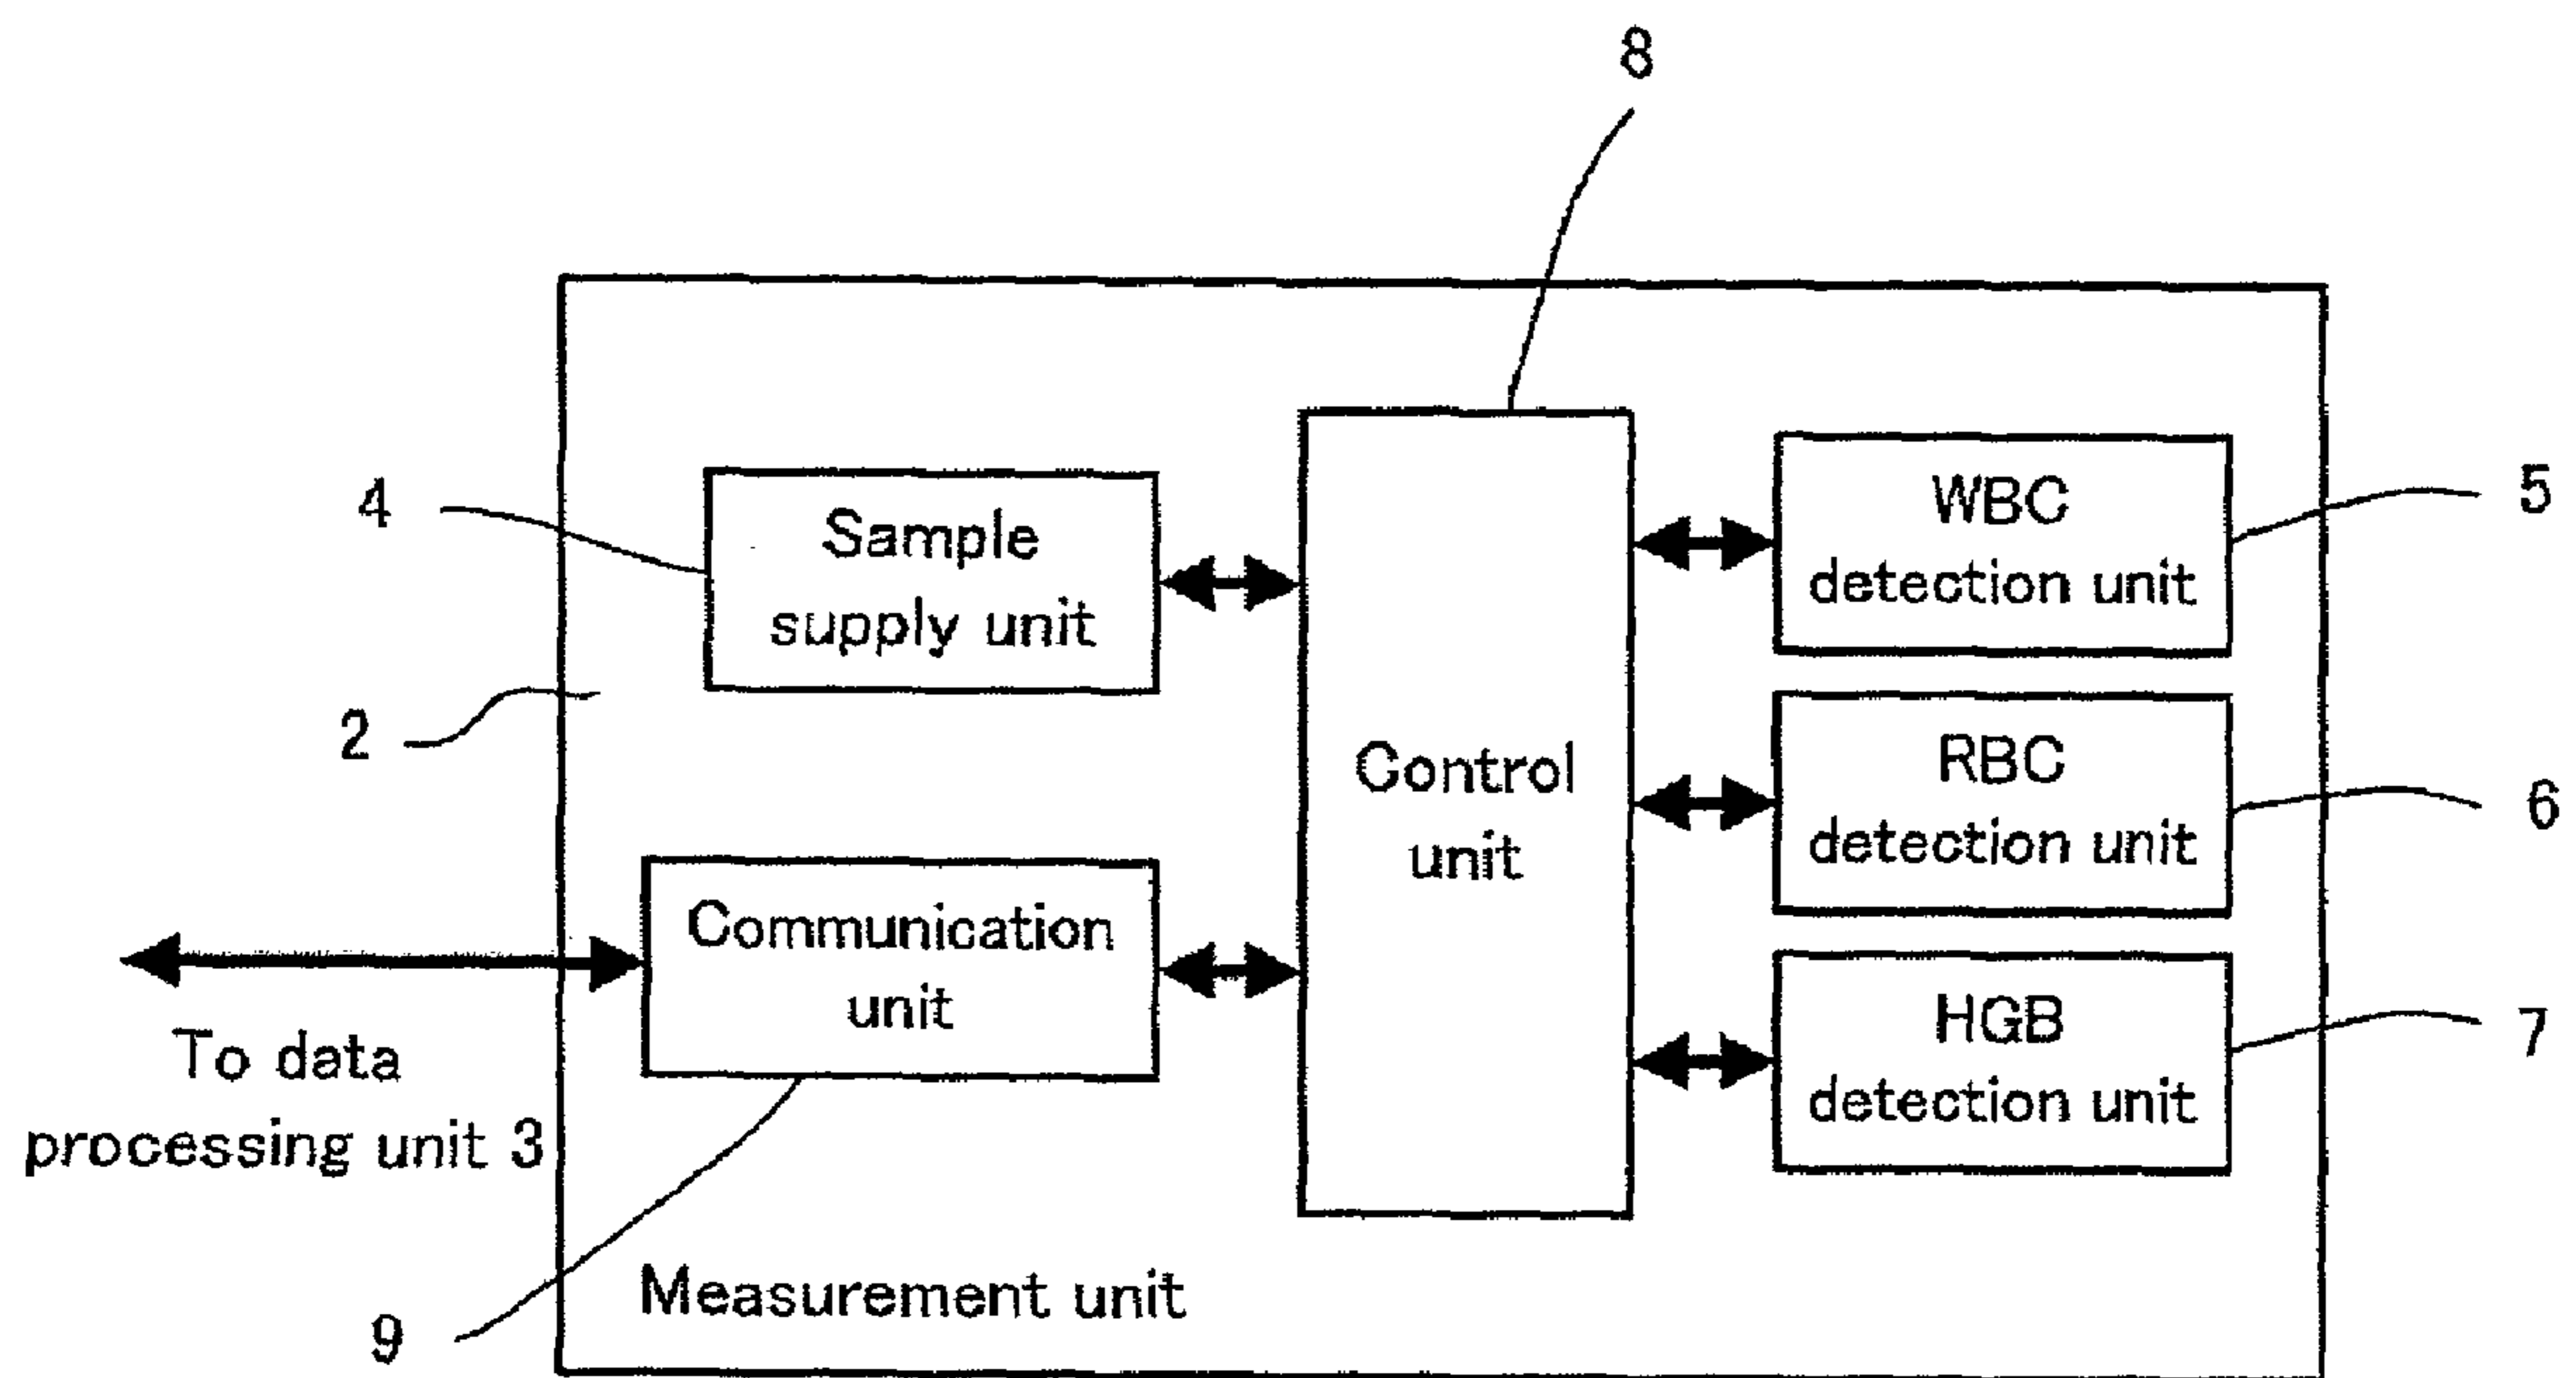 8
4
Sample
supply unit
WBC
detection unit
5
2
Control
unit
RBC
detection unit
6
Communication
unit
HGB
detection unit
7
To data
processing unit 3
Measurement unit
9